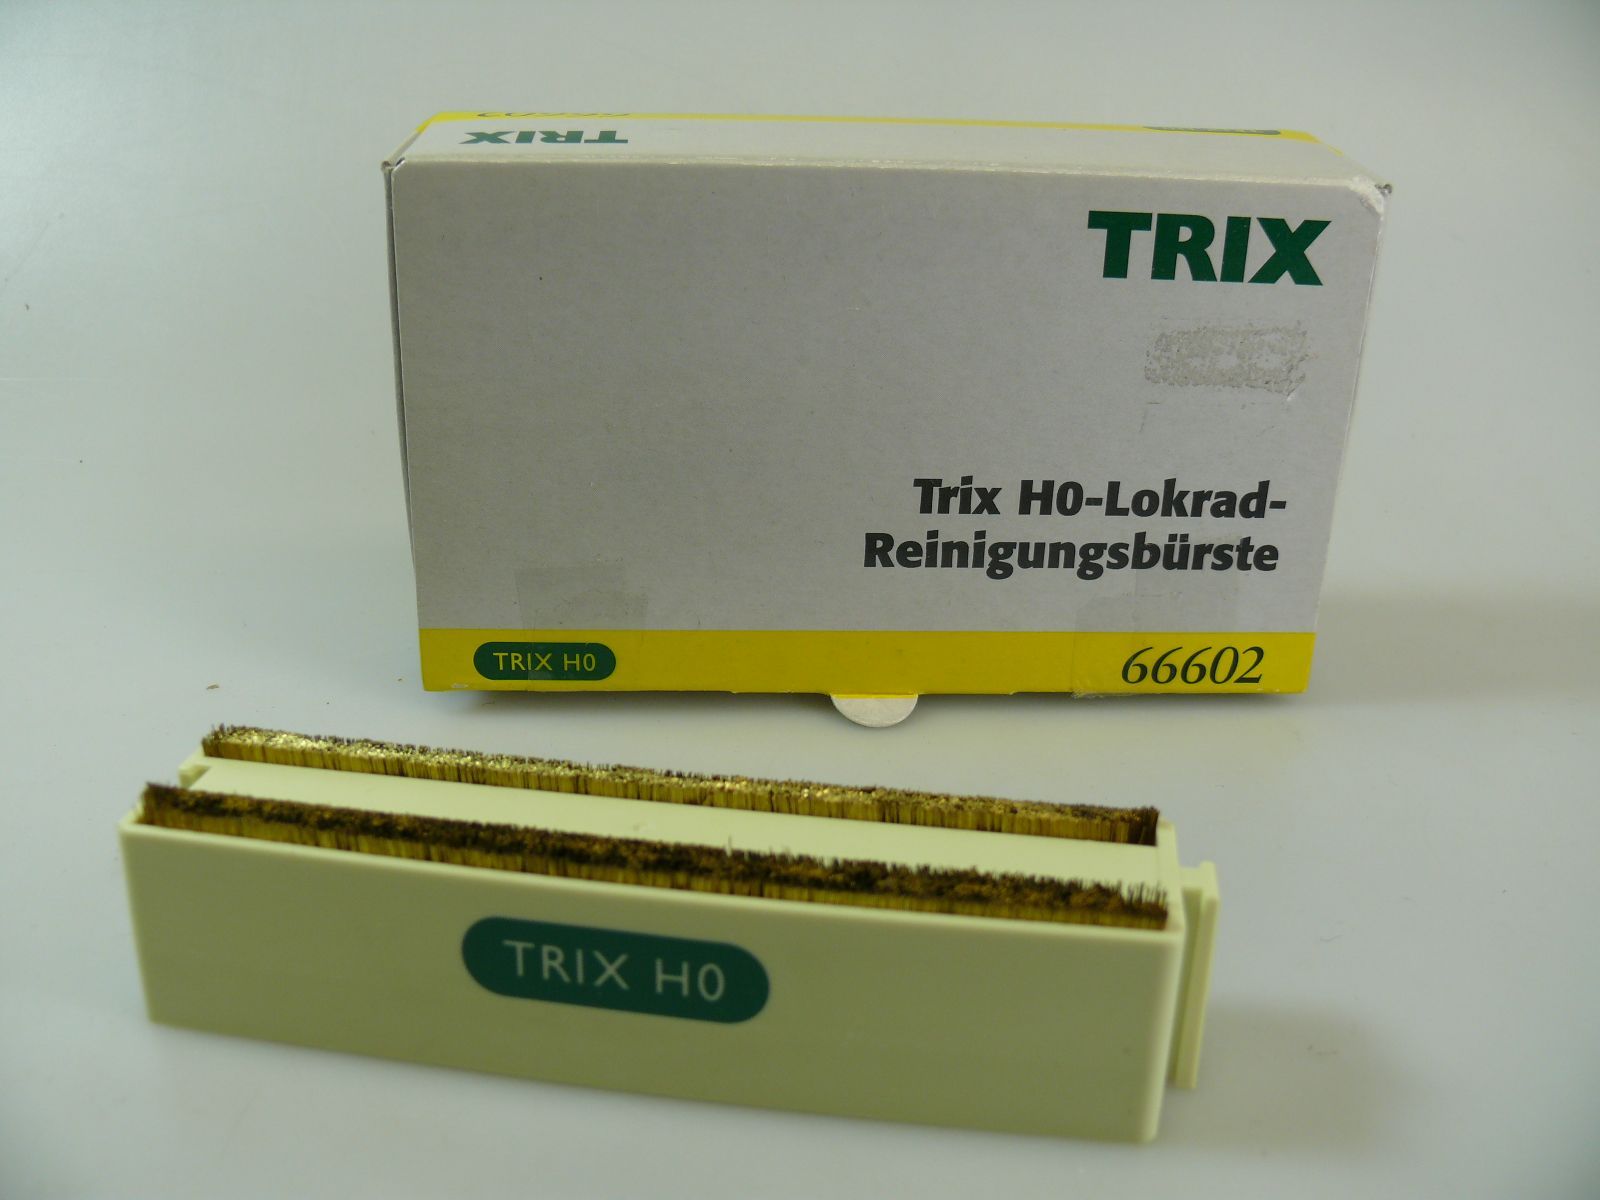 TRIX
TRIX
Trix H0-Lokrad-
Reinigungsbürste
TRIX H0
66602
TRIX H0